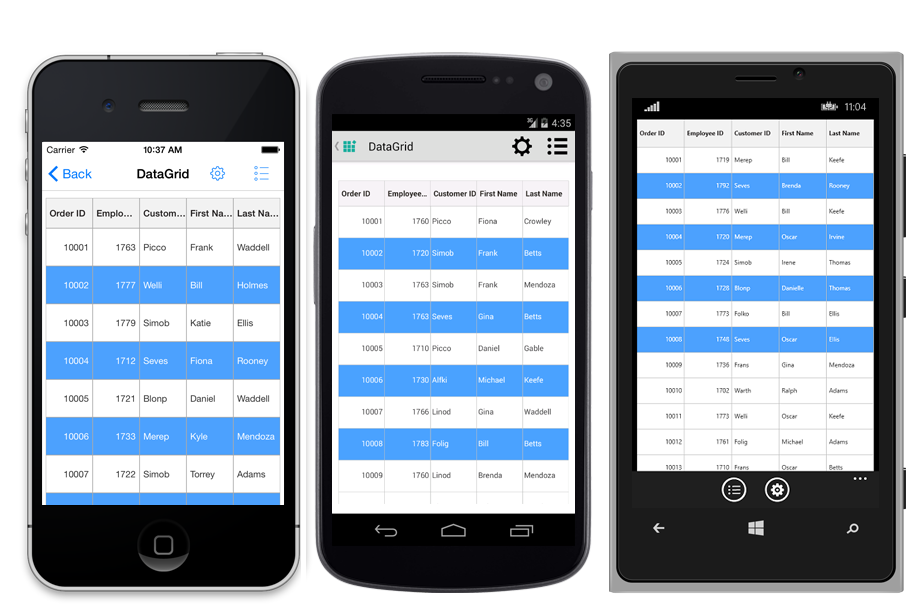 Carrier 10:37 AM
Back DataGrid
Order ID Emplo... Custom... First Na... Last Na...
10001 1763 Picco Frank Waddell
10002 1777 Welli Bill Holmes
10003 1779 Simob Katie Ellis
10004 1712 Seves Fiona Rooney
10005 1721 Blonp Daniel Waddell
10006 1733 Merep Kyle Mendoza
10007 1722 Simob Torrey Adams
3G 4:35
DataGrid
Order ID Employee... Customer ID First Name Last Name
10001 1760 Picco Fiona Crowley
10002 1720 Simob Frank Betts
10003 1763 Simob Frank Mendoza
10004 1763 Seves Gina Betts
10005 1710 Picco Daniel Gable
10006 1730 Alfki Michael Keefe
10007 1766 Linod Gina Waddell
10008 1783 Folig Bill Betts
10009 1760 Linod Brenda Mendoza
11:04
Order ID Employee ID Customer ID First Name Last Name
10001 1719 Merep Bill Keefe
10002 1792 Seves Brenda Rooney
10003 1776 Welli Bill Keefe
10004 1720 Merep Oscar Irvine
10005 1724 Simob Irene Thomas
10006 1728 Blonp Danielle Thomas
10007 1773 Folko Bill Ellis
10008 1748 Seves Oscar Ellis
10009 1736 Frans Gina Mendoza
10010 1702 Warth Ralph Adams
10011 1773 Welli Oscar Keefe
10012 1761 Folig Michael Adams
10013 1710 Frans Oscar Betts